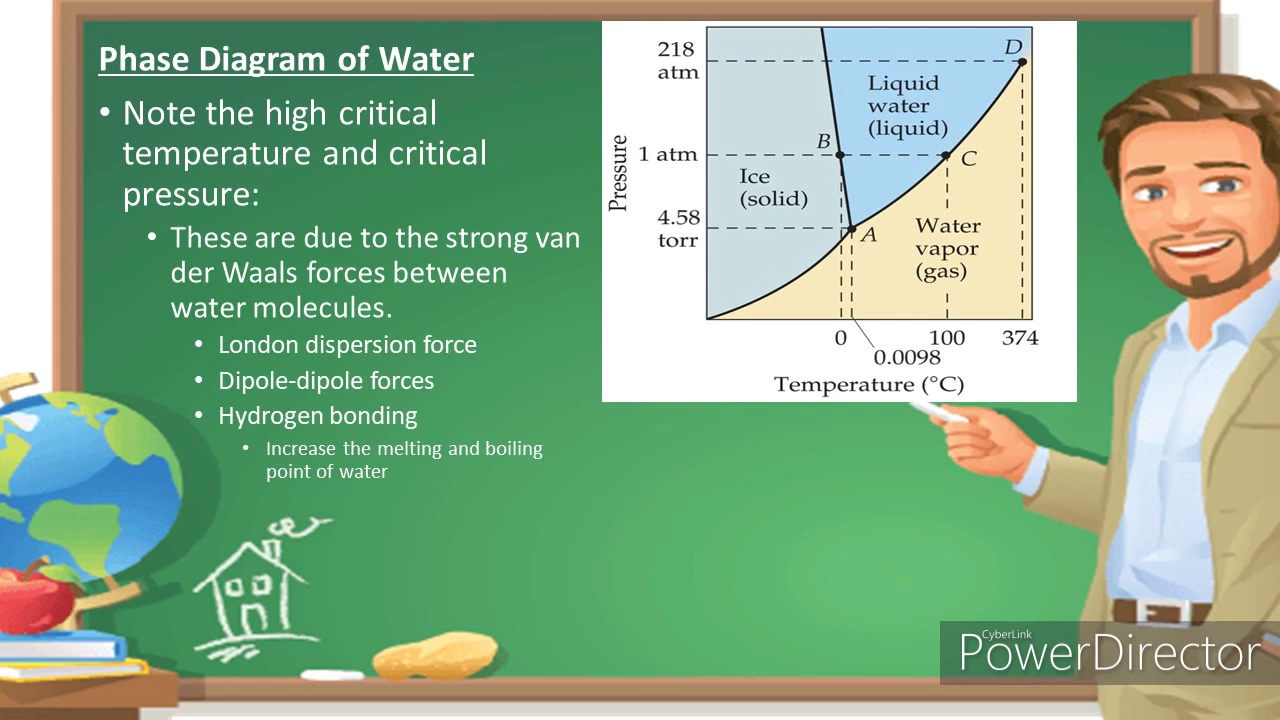 Phase Diagram of Water
• Note the high critical
temperature and critical
pressure:
• These are due to the strong van
der Waals forces between
water molecules.
• London dispersion force
• Dipole-dipole forces
• Hydrogen bonding
• Increase the melting and boiling
point of water
Pressure
218
atm
1 atm
4.58
torr
D
Liquid
water
(liquid)
B
C
Ice
(solid)
A
Water
vapor
(gas)
0
100
374
0.0098
Temperature (°C)
CyberLink
PowerDirector